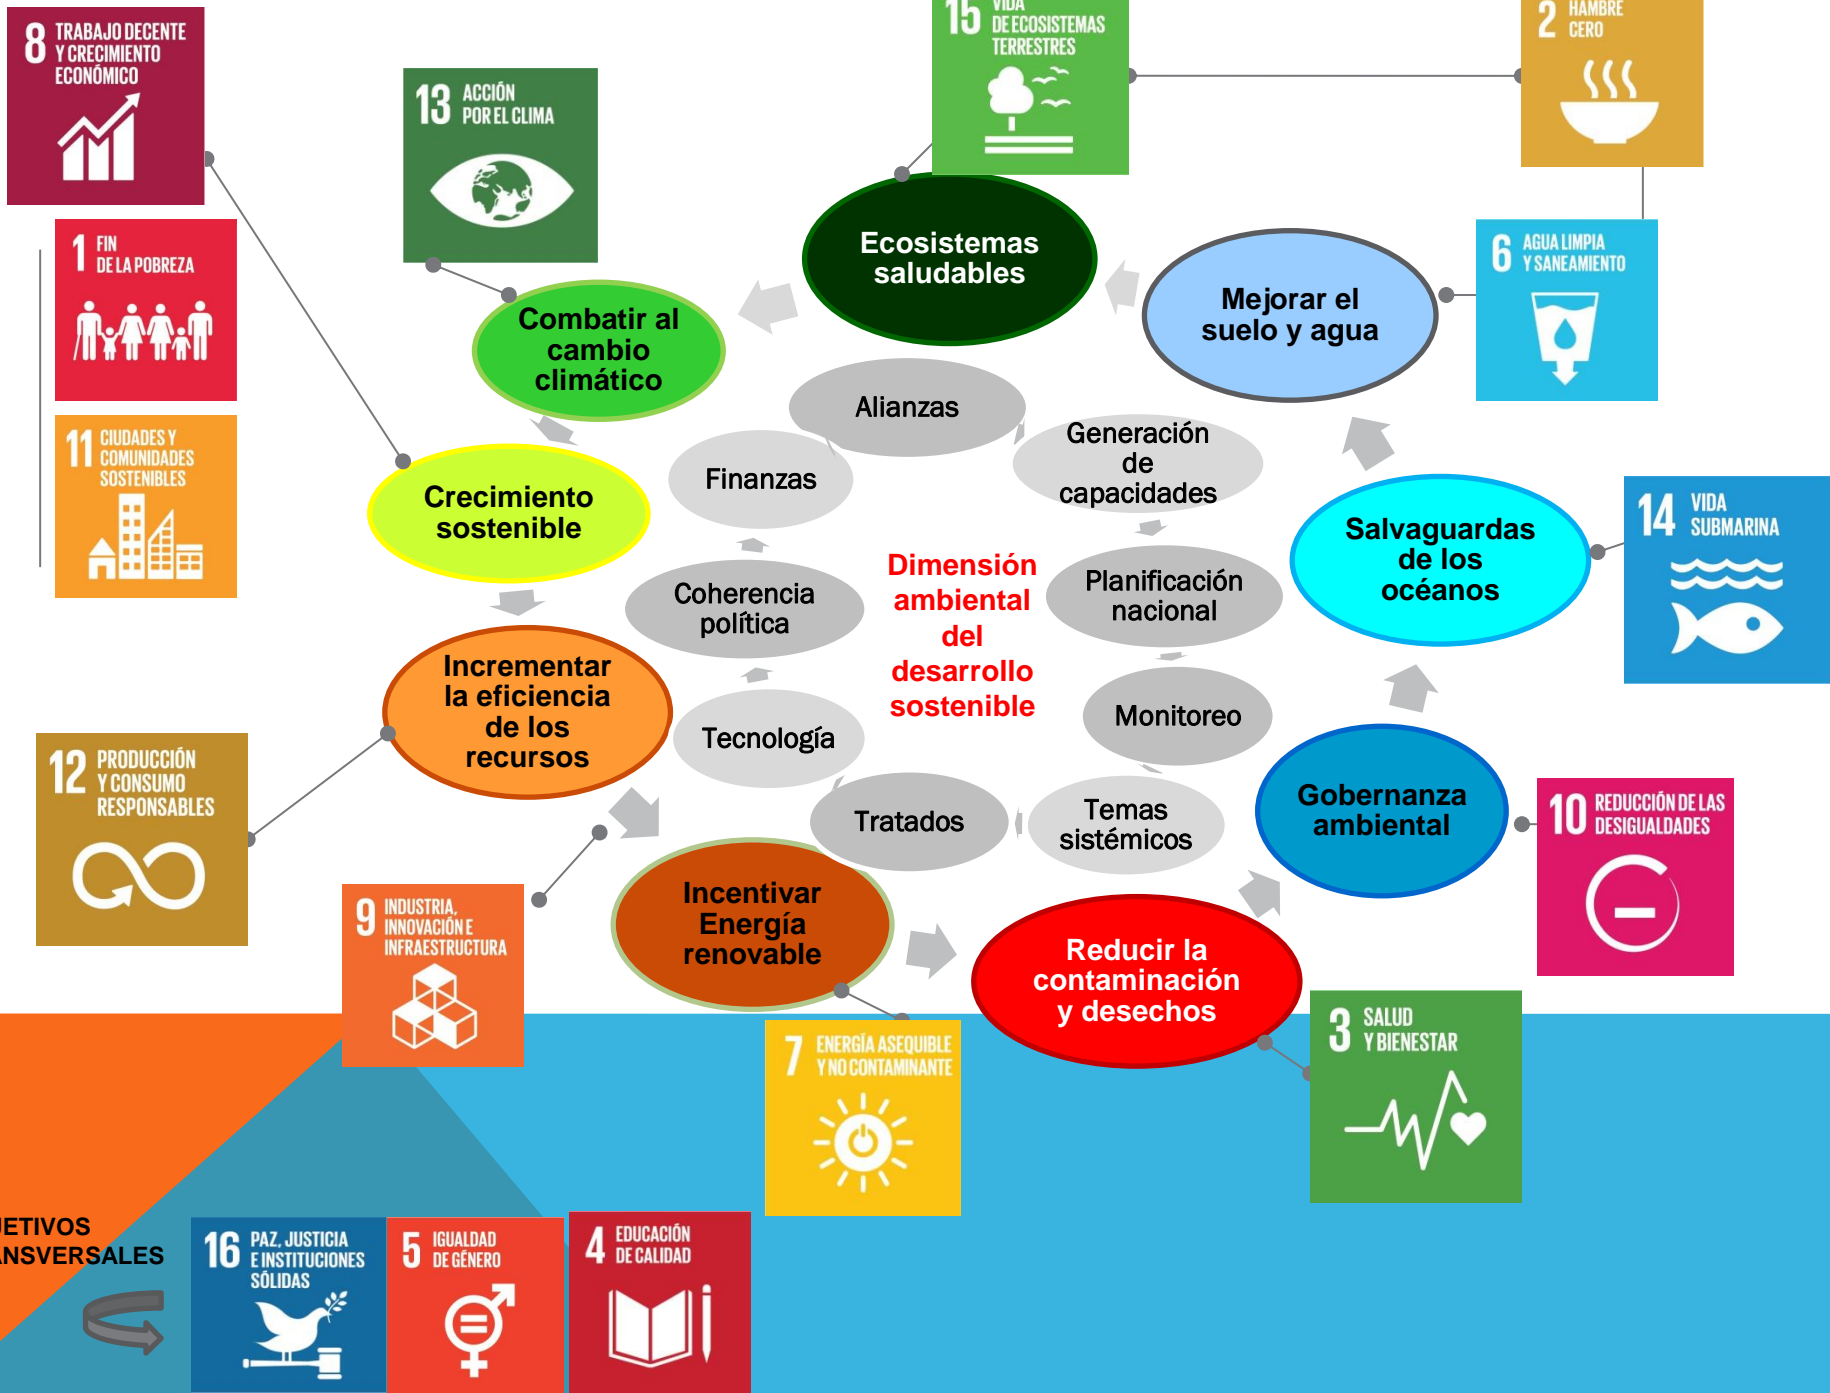 8 TRABAJO DECENTE
Y CRECIMIENTO
ECONÓMICO
13 ACCIÓN
POR EL CLIMA
15 VIDA
DE ECOSISTEMAS
TERRESTRES
2 HAMBRE
CERO
1 FIN
DE LA POBREZA
11 CIUDADES Y
COMUNIDADES
SOSTENIBLES
6 AGUA LIMPIA
Y SANEAMIENTO
14 VIDA
SUBMARINA
12 PRODUCCIÓN
Y CONSUMO
RESPONSABLES
9 INDUSTRIA,
INNOVACIÓN E
INFRAESTRUCTURA
7 ENERGÍA ASEQUIBLE
Y NO CONTAMINANTE
10 REDUCCIÓN DE LAS
DESIGUALDADES
3 SALUD
Y BIENESTAR
Ecosistemas
saludables
Mejorar el
suelo y agua
Combatir al
cambio
climático
Crecimiento
sostenible
Incrementar
la eficiencia
de los
recursos
Incentivar
Energía
renovable
Reducir la
contaminación
y desechos
Gobernanza
ambiental
Salvaguardas
de los
océanos
Alianzas
Generación
de
capacidades
Planificación
nacional
Monitoreo
Temas
sistémicos
Tratados
Tecnología
Coherencia
política
Finanzas
Dimensión
ambiental
del
desarrollo
sostenible
JETIVOS
ANSVERSALES
16 PAZ, JUSTICIA
E INSTITUCIONES
SÓLIDAS
5 IGUALDAD
DE GÉNERO
4 EDUCACIÓN
DE CALIDAD